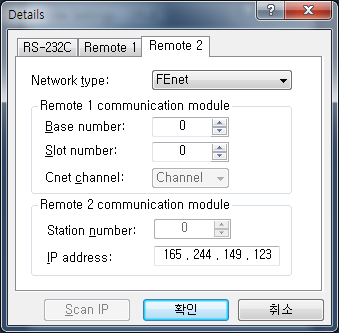 Details
RS-232C Remote 1 Remote 2
Network type: FEnet
Remote 1 communication module
Base number: 0
Slot number: 0
Cnet channel: Channel
Remote 2 communication module
Station number: 0
IP address: 165 . 244 . 149 . 123
Scan IP 확인 취소